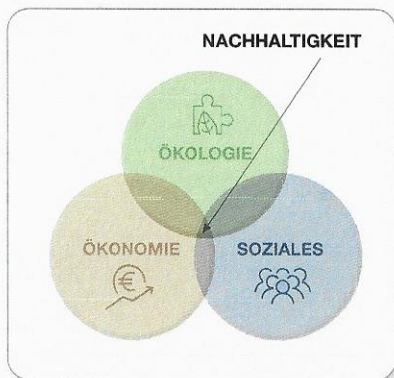 NACHHALTIGKEIT
ÖKOLOGIE
ÖKONOMIE
SOZIALES
€